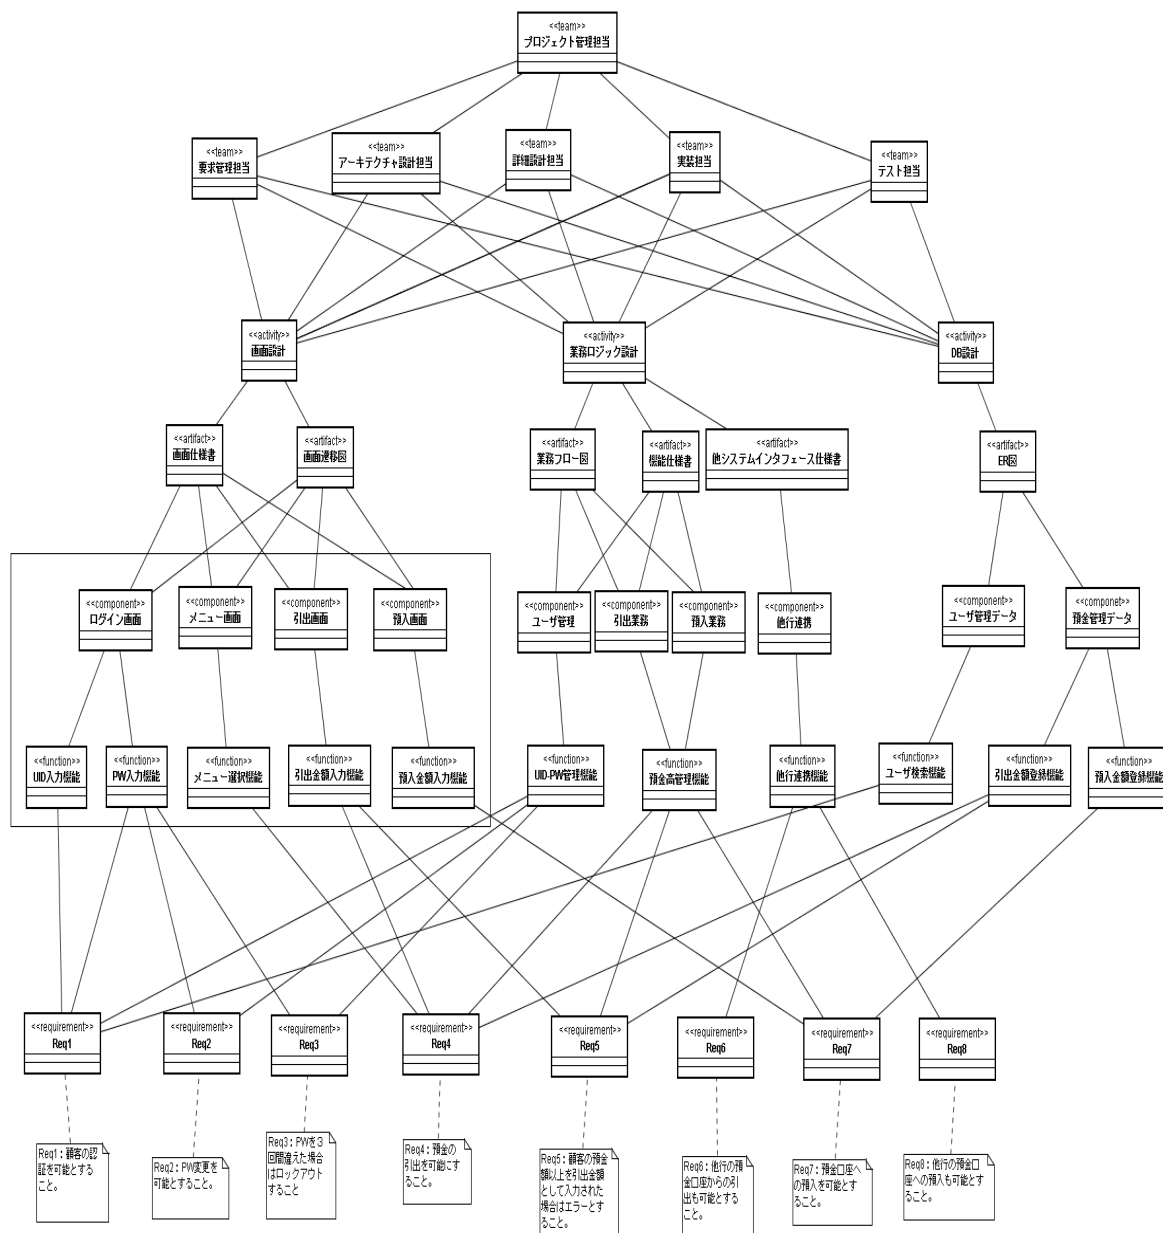 <<team>>
プロジェクト管理担当
<<team>>
要求管理担当
<<team>>
アーキテクチャ設計担当
<<team>>
詳細設計担当
<<team>>
実装担当
<<team>>
テスト担当
<<activity>>
画面設計
<<activity>>
業務ロジック設計
<<activity>>
DB設計
<<artifact>>
画面仕様書
<<artifact>>
画面遷移図
<<artifact>>
業務フロー図
<<artifact>>
機能仕様書
<<artifact>>
他システムインタフェース仕様書
<<artifact>>
ER図
<<component>>
ログイン画面
<<component>>
メニュー画面
<<component>>
引出画面
<<component>>
預入画面
<<component>>
ユーザ管理
<<component>>
引出業務
<<component>>
預入業務
<<component>>
他行連携
<<component>>
ユーザ管理データ
<<componet>>
預金管理データ
<<function>>
UID入力機能
<<function>>
PW入力機能
<<function>>
メニュー選択機能
<<function>>
引出金額入力機能
<<function>>
預入金額入力機能
<<function>>
UID-PW管理機能
<<function>>
預金高管理機能
<<function>>
他行連携機能
<<function>>
ユーザ検索機能
<<function>>
引出金額登録機能
<<function>>
預入金額登録機能
<<requirement>>
Req1
<<requirement>>
Req2
<<requirement>>
Req3
<<requirement>>
Req4
<<requirement>>
Req5
<<requirement>>
Req6
<<requirement>>
Req7
<<requirement>>
Req8
Req1：顧客の認
証を可能とする
こと。
Req2：PW変更を
可能とすること。
Req3：PWを３
回間違えた場合
はロックアウト
すること
Req4：預金の
引出を可能にす
ること。
Req5：顧客の預金
額以上を引出金額
として入力された
場合はエラーとす
ること。
Req6：他行の預
金口座からの引
出も可能とする
こと。
Req7：預金口座へ
の預入を可能とす
ること。
Req8：他行の預金口
座への預入も可能とす
ること。